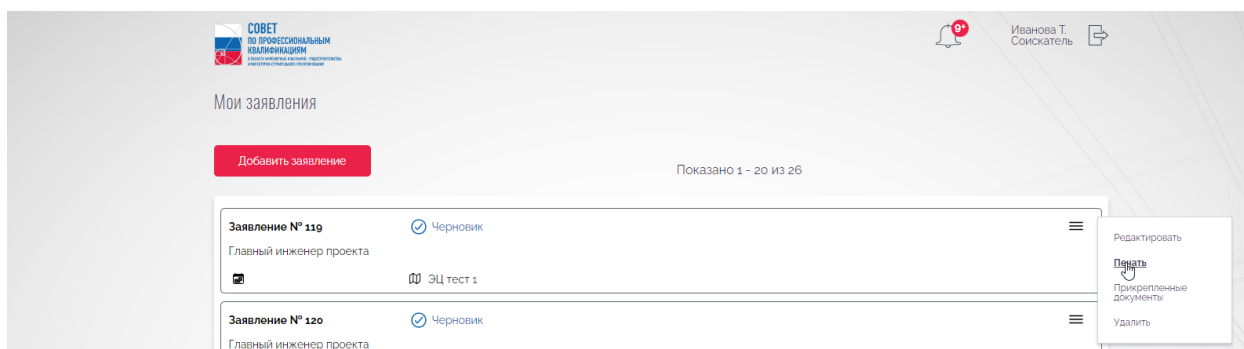 СОВЕТ
ПО ПРОФЕССИОНАЛЬНЫМ
КВАЛИФИКАЦИЯМ
9+
Иванова Т.
Соискатель
Мои заявления
Добавить заявление
Показано 1 - 20 из 26
Заявление № 119
Черновик
Главный инженер проекта
ЭЦ тест 1
Редактировать
Печать
Прикрепленные
документы
Удалить
Заявление № 120
Черновик
Главный инженер проекта